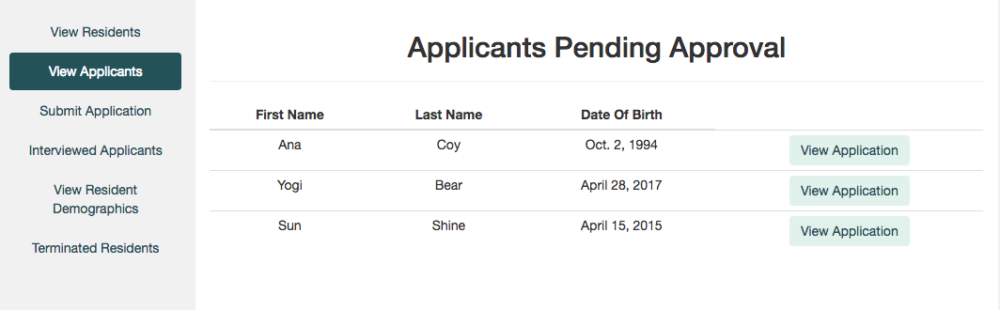 View Residents
View Applicants
Submit Application
Interviewed Applicants
View Resident
Demographics
Terminated Residents
Applicants Pending Approval
First Name Last Name Date Of Birth
Ana Coy Oct. 2, 1994 View Application
Yogi Bear April 28, 2017 View Application
Sun Shine April 15, 2015 View Application